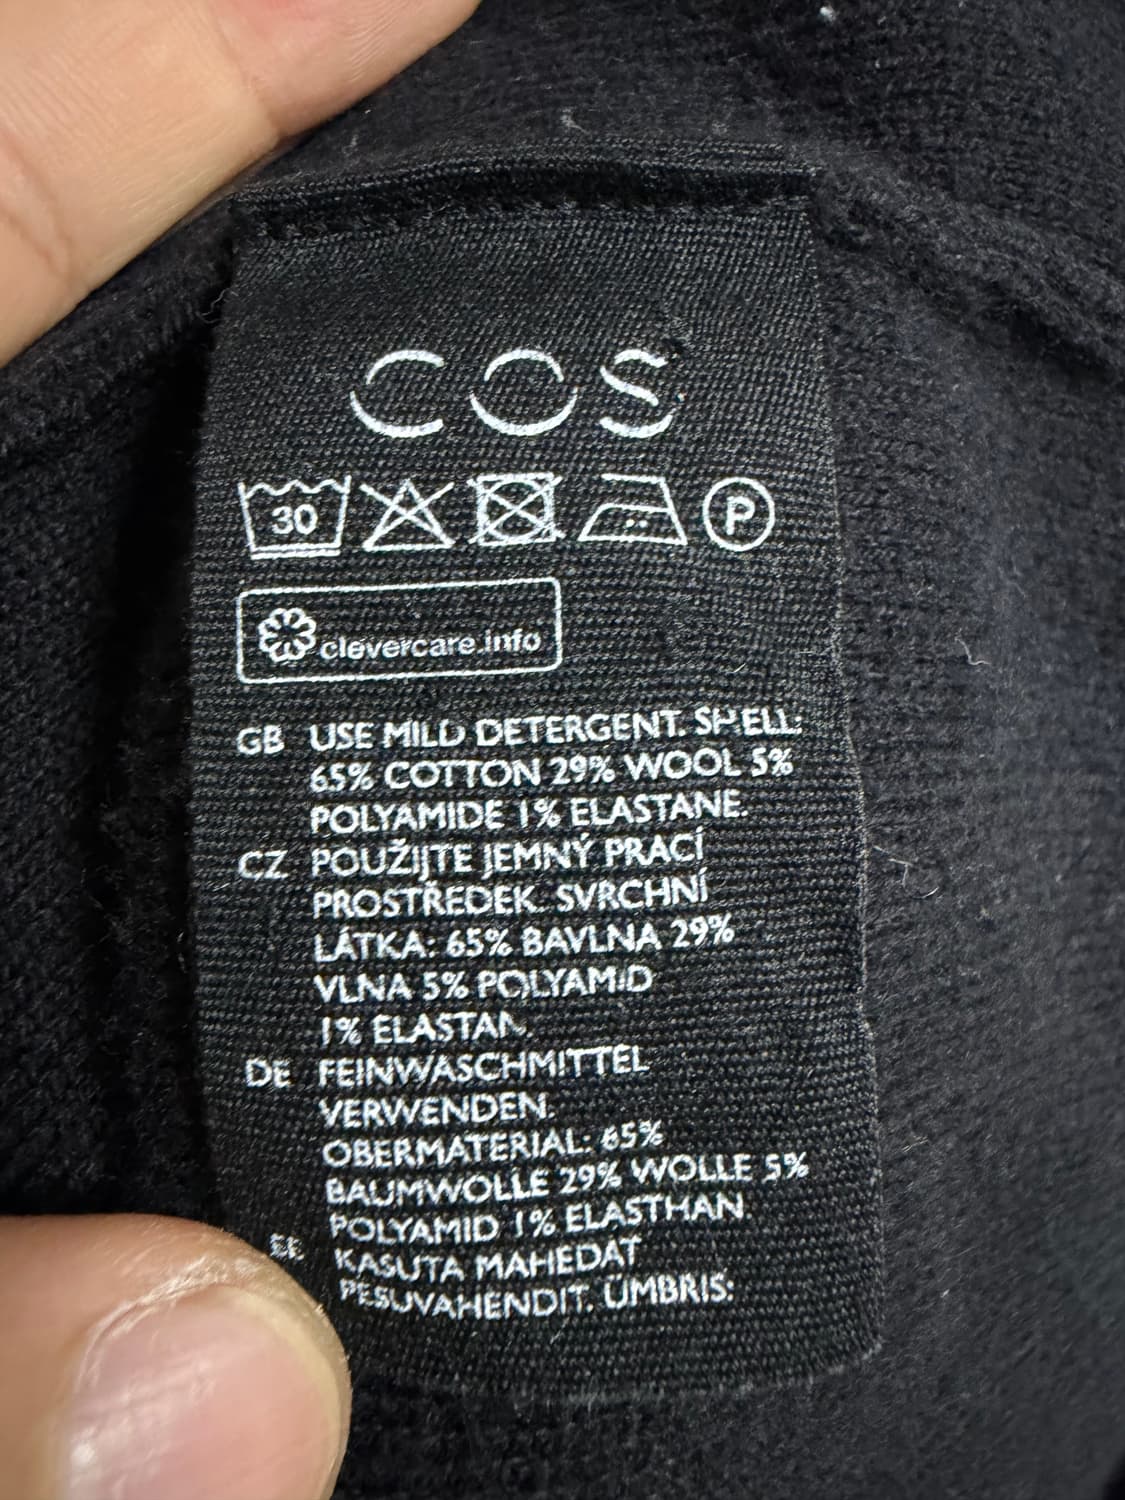 COS
30 P
clevercare.info
GB USE MILD DETERGENT. SHELL:
65% COTTON 29% WOOL 5%
POLYAMIDE 1% ELASTANE.
CZ POUŽIJTE JEMNÝ PRACÍ
PROSTŘEDEK. SVRCHNÍ
LÁTKA: 65% BAVLNA 29%
VLNA 5% POLYAMID
1% ELASTAN.
DE FEINWASCHMITTEL
VERWENDEN.
OBERMATERIAL: 65%
BAUMWOLLE 29% WOLLE 5%
POLYAMID 1% ELASTHAN
EE KASUTA MAHEDAT
PESUVAHENDIT. ÜMBRIS: